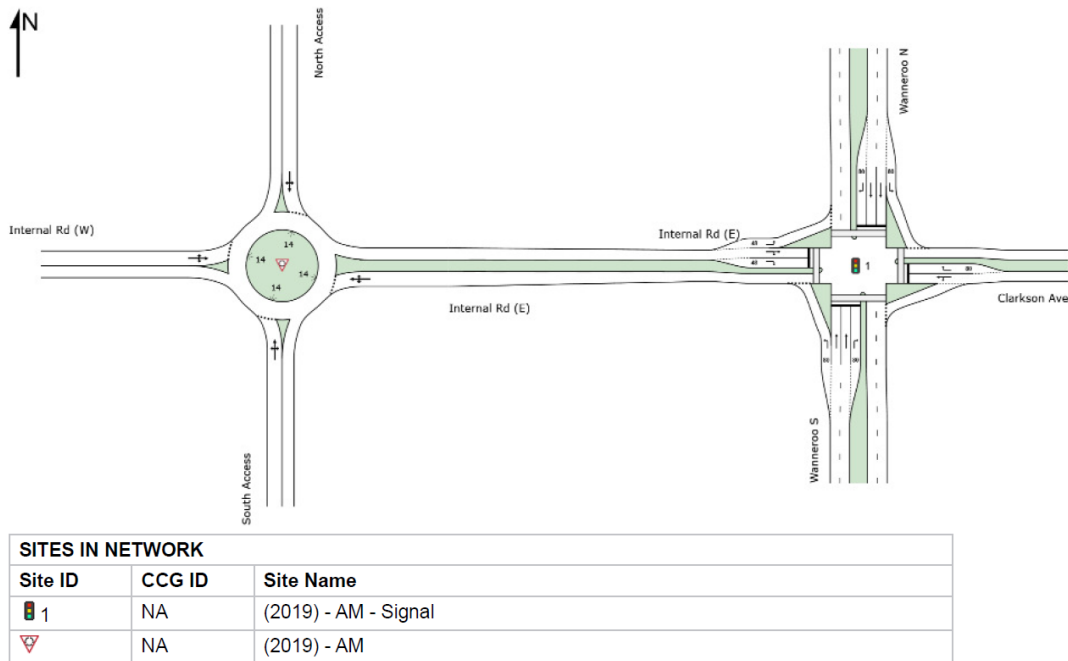 N
North Access
Wanneroo N
Internal Rd (W)
Internal Rd (E)
14
14
14
14
1
Internal Rd (E)
Clarkson Ave
Wanneroo S
South Access
SITES IN NETWORK
Site ID CCG ID Site Name
1 NA (2019) - AM - Signal
NA (2019) - AM